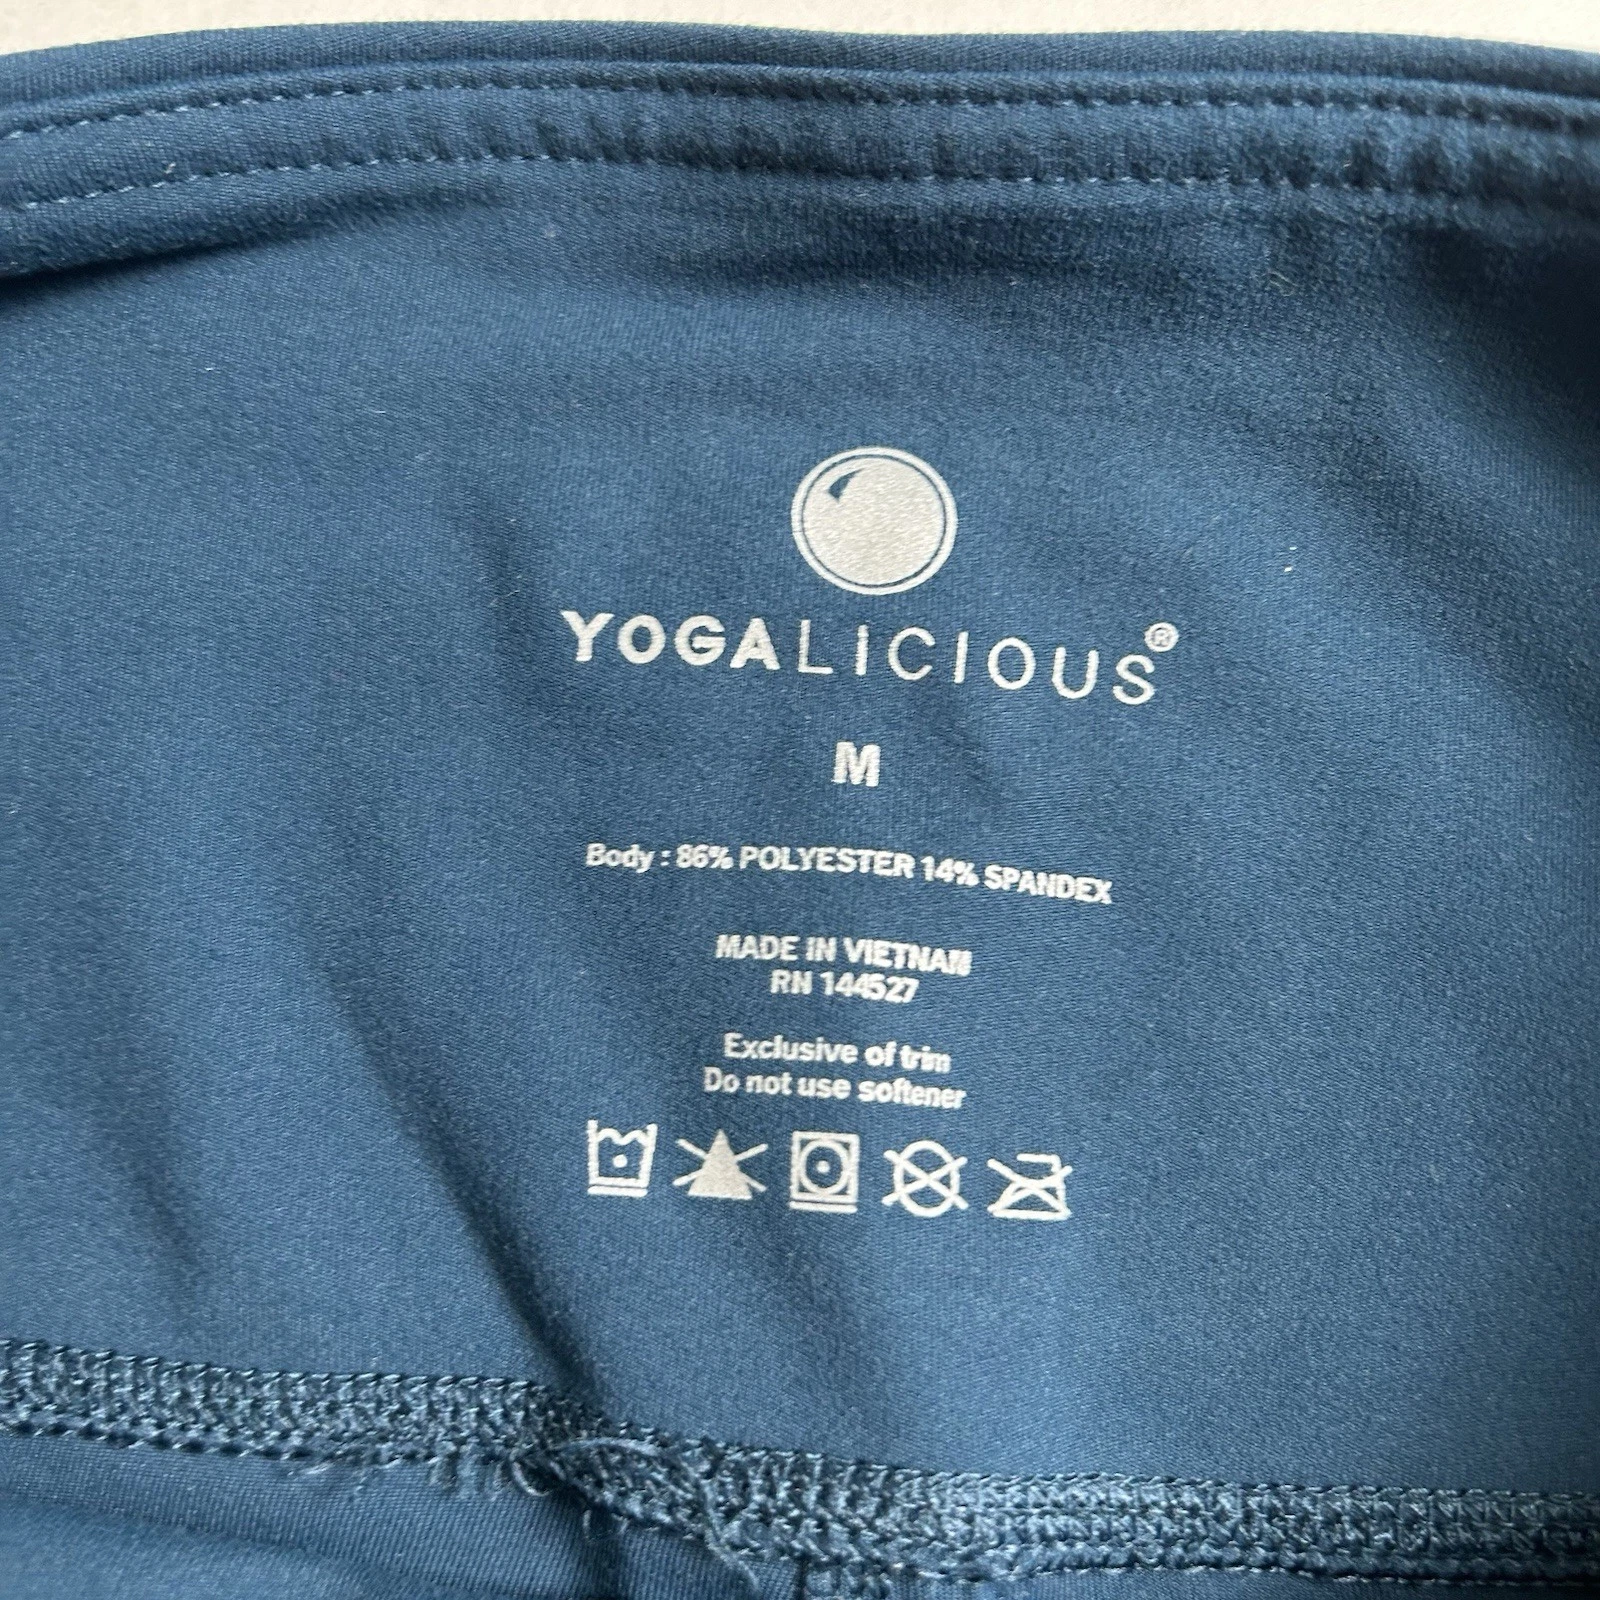 YOGALICIOUS®
M
Body : 86% POLYESTER 14% SPANDEX
MADE IN VIETNAM
RN 144527
Exclusive of trim
Do not use softener